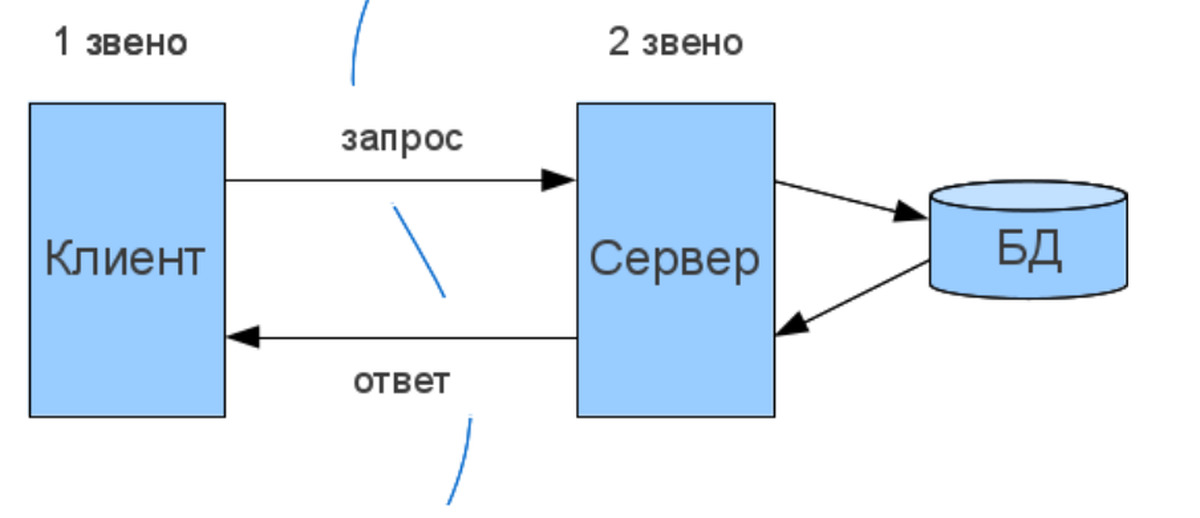 1 звено
2 звено
запрос
Клиент
Сервер
БД
ответ